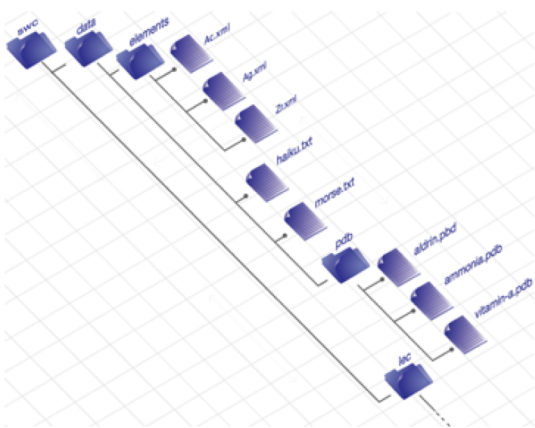 swc
data
elements
Ac.xml
Ag.xml
Zr.xml
haiku.txt
morse.txt
pdb
aldrin.pbd
ammonia.pdb
vitamin-a.pdb
lec